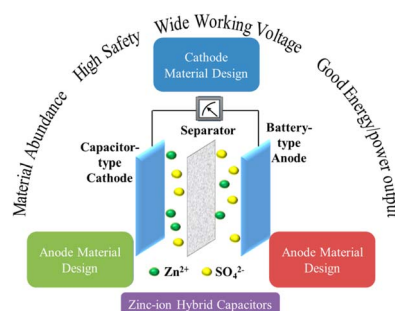 Material Abundance
High Safety
Wide Working Voltage
Good Energy/power output
Cathode
Material Design
Separator
Capacitor-
type
Cathode
Battery-
type
Anode
Anode Material
Design
Anode Material
Design
Zn²⁺
SO₄²⁻
Zinc-ion Hybrid Capacitors